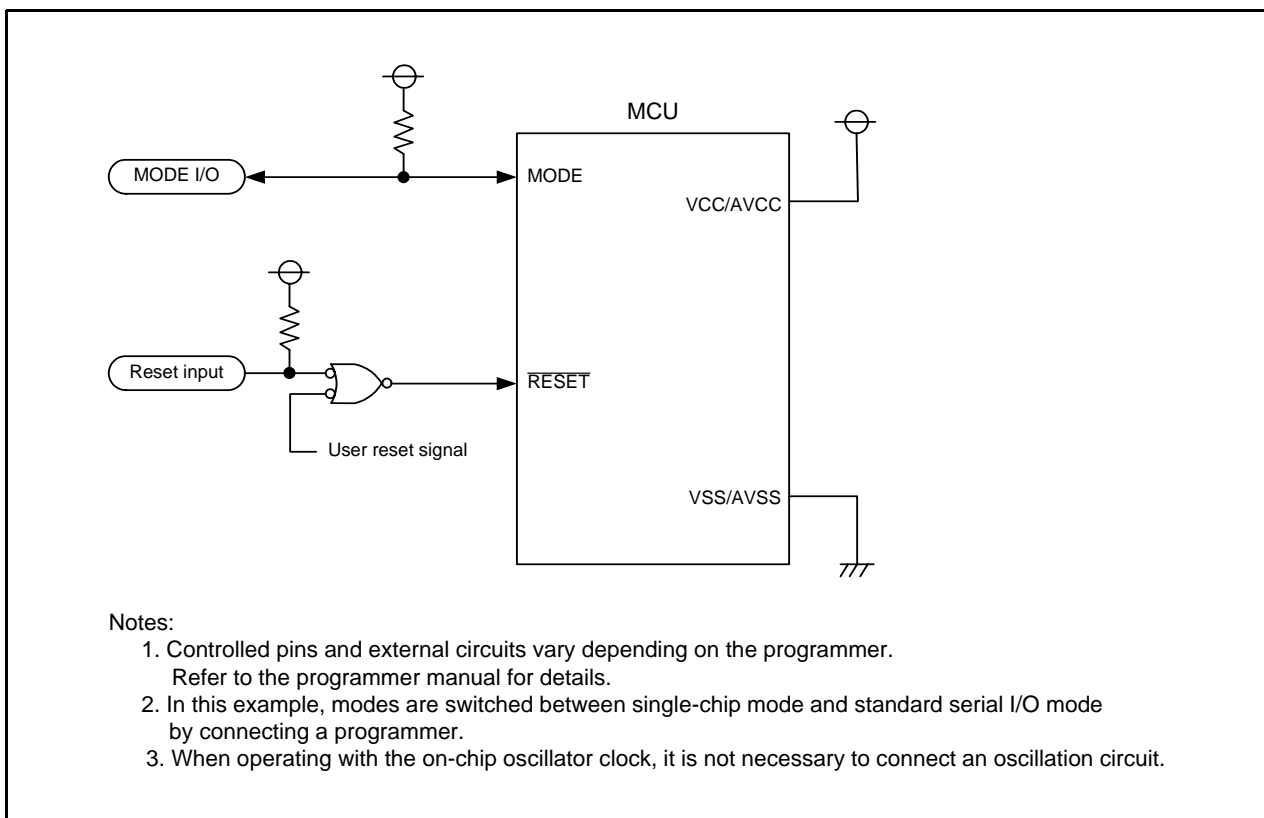 MCU
MODE I/O
MODE
VCC/AVCC
Reset input
RESET
User reset signal
VSS/AVSS
Notes:
1. Controlled pins and external circuits vary depending on the programmer.
Refer to the programmer manual for details.
2. In this example, modes are switched between single-chip mode and standard serial I/O mode
by connecting a programmer.
3. When operating with the on-chip oscillator clock, it is not necessary to connect an oscillation circuit.